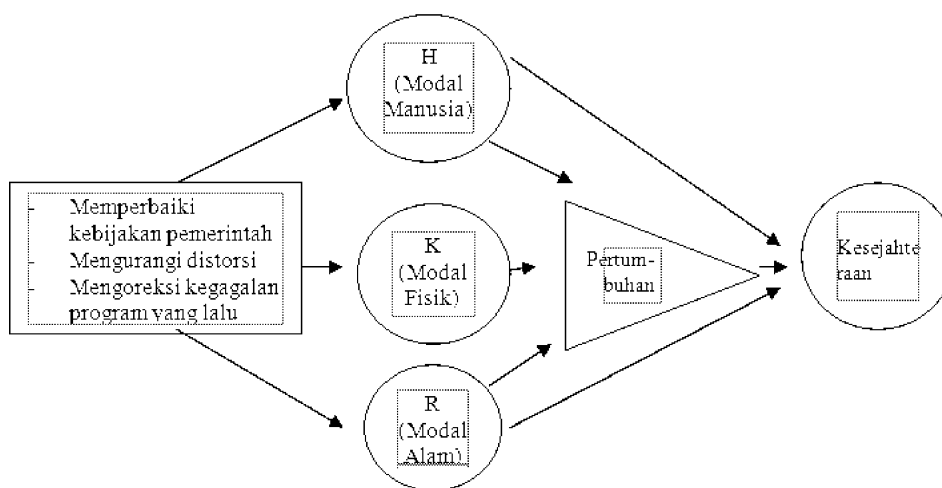 H
(Modal
Manusia)
- Memperbaiki
kebijakan pemerintah
- Mengurangi distorsi
- Mengoreksi kegagalan
program yang lalu
K
(Modal
Fisik)
Pertum-
buhan
Kesejahte
raan
R
(Modal
Alam)